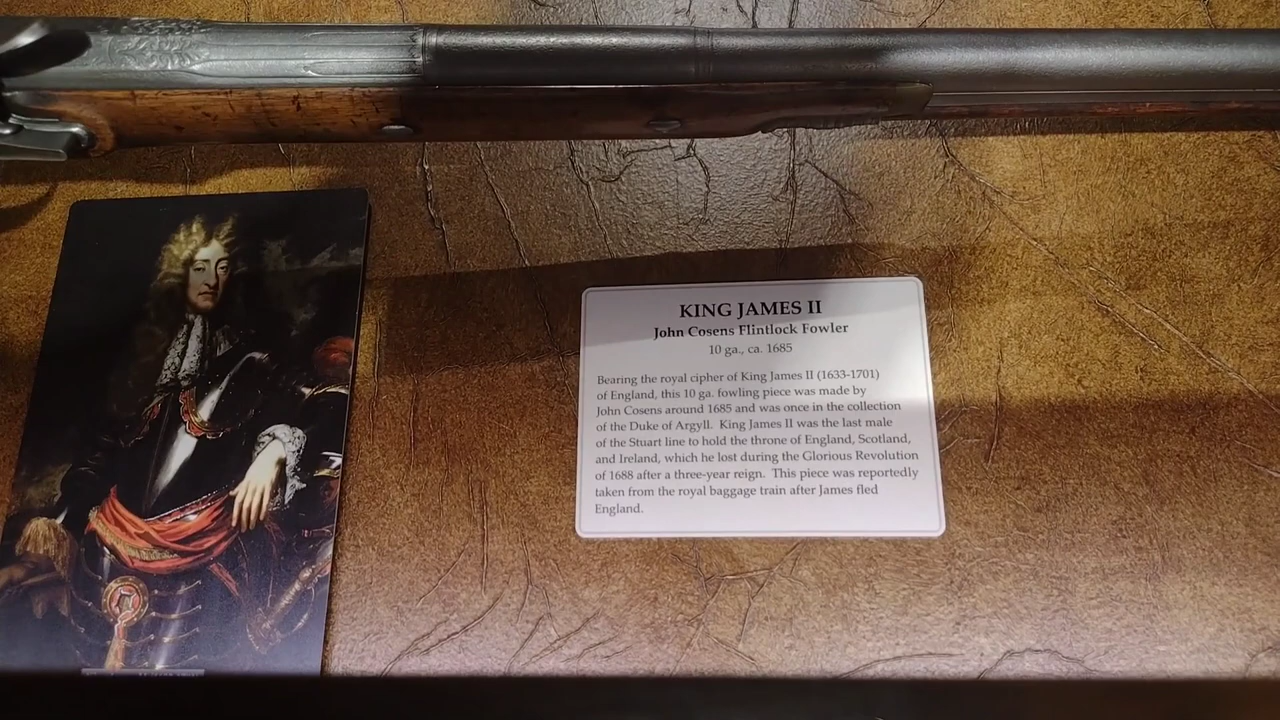 KING JAMES II
John Cosens Flintlock Fowler
10 ga., ca. 1685
Bearing the royal cipher of King James II (1633-1701)
of England, this 10 ga. fowling piece was made by
John Cosens around 1685 and was once in the collection
of the Duke of Argyll. King James II was the last male
of the Stuart line to hold the throne of England, Scotland,
and Ireland, which he lost during the Glorious Revolution
of 1688 after a three-year reign. This piece was reportedly
taken from the royal baggage train after James fled
England.